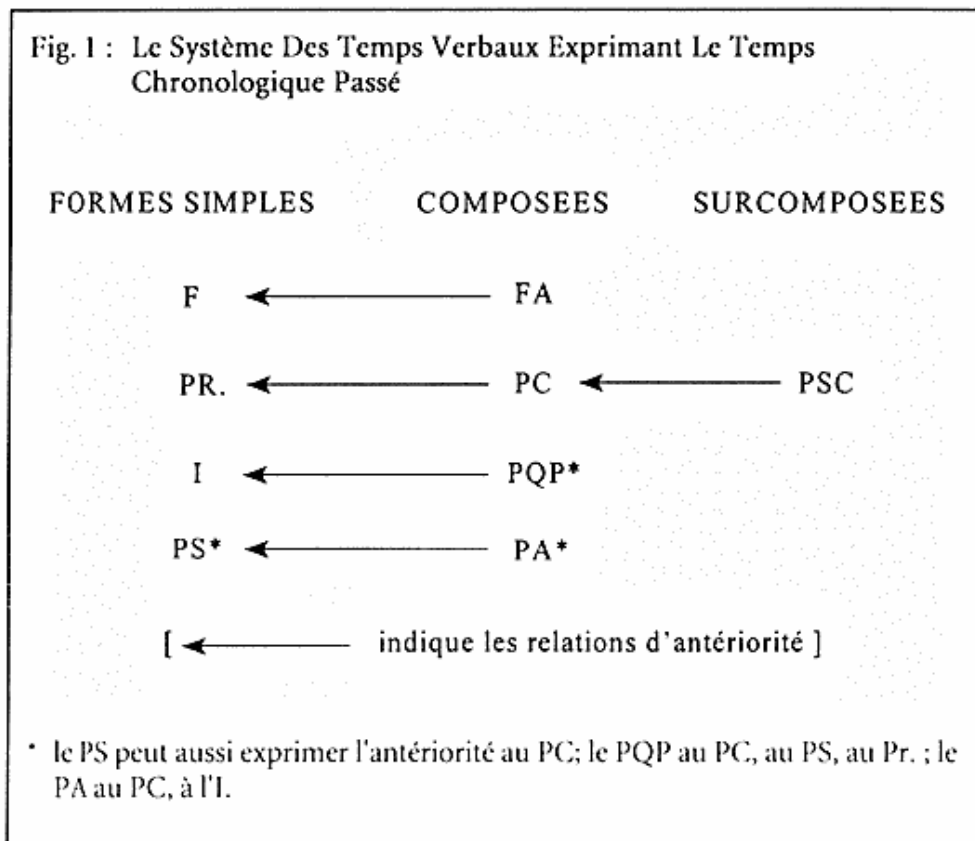 Fig. 1 : Le Système Des Temps Verbaux Exprimant Le Temps
Chronologique Passé
FORMES SIMPLES COMPOSEES SURCOMPOSEES
F FA
PR. PC PSC
I PQP*
PS* PA*
[ indique les relations d'antériorité ]
* le PS peut aussi exprimer l'antériorité au PC; le PQP au PC, au PS, au Pr. ; le
PA au PC, à l'I.